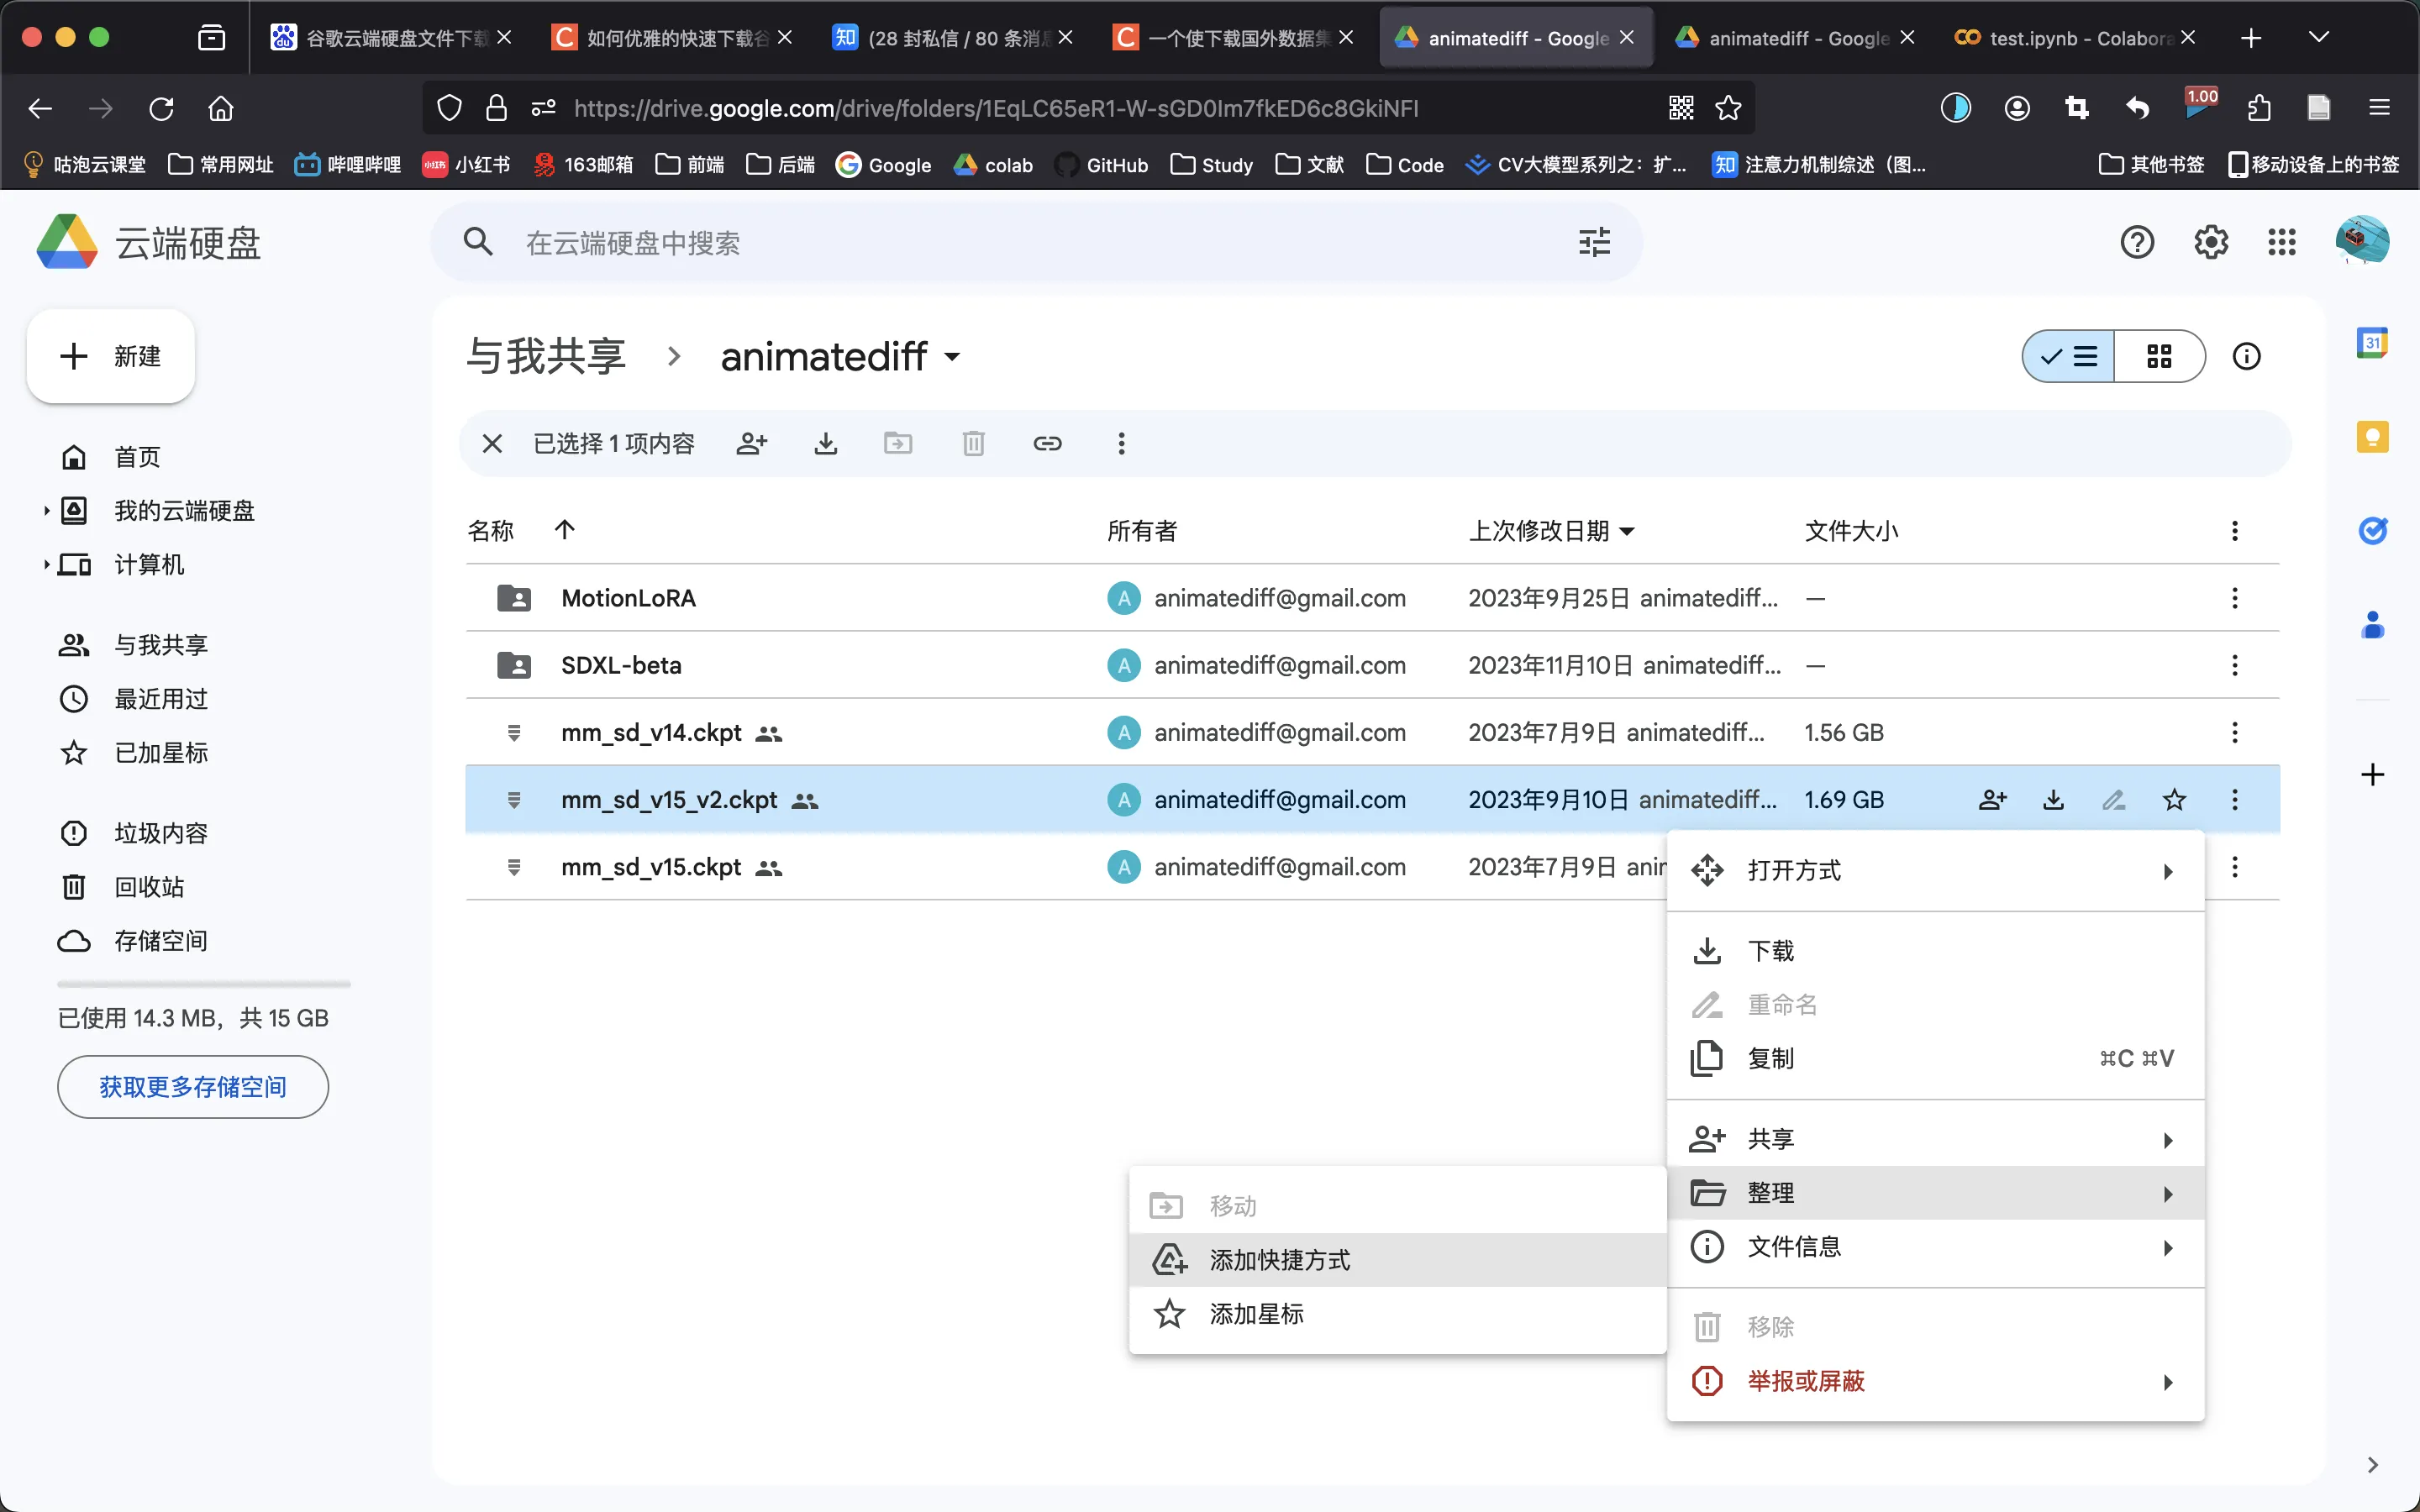 谷歌云端硬盘文件下载
如何优雅的快速下载谷
知
(28 封私信 / 80 条消息
一个使下载国外数据集
animatediff - Google
animatediff - Google
test.ipynb - Colabora
https://drive.google.com/drive/folders/1EqLC65eR1-W-sGD0Im7fkED6c8GkiNFI
1.00
咕泡云课堂
常用网址
哔哩哔哩
小红书
163邮箱
前端
后端
Google
colab
GitHub
Study
文献
Code
CV大模型系列之：扩...
知
注意力机制综述（图...
其他书签
移动设备上的书签
云端硬盘
在云端硬盘中搜索
新建
与我共享
animatediff
31
已选择 1 项内容
首页
我的云端硬盘
计算机
与我共享
最近用过
已加星标
垃圾内容
回收站
存储空间
已使用 14.3 MB，共 15 GB
获取更多存储空间
名称 所有者 上次修改日期 文件大小
MotionLoRA A animatediff@gmail.com 2023年9月25日 animatediff... —
SDXL-beta A animatediff@gmail.com 2023年11月10日 animatediff... —
mm_sd_v14.ckpt A animatediff@gmail.com 2023年7月9日 animatediff... 1.56 GB
mm_sd_v15_v2.ckpt A animatediff@gmail.com 2023年9月10日 animatediff... 1.69 GB
mm_sd_v15.ckpt A animatediff@gmail.com 2023年7月9日
打开方式
下载
重命名
复制 ⌘C ⌘V
共享
整理
文件信息
移除
举报或屏蔽
移动
添加快捷方式
添加星标